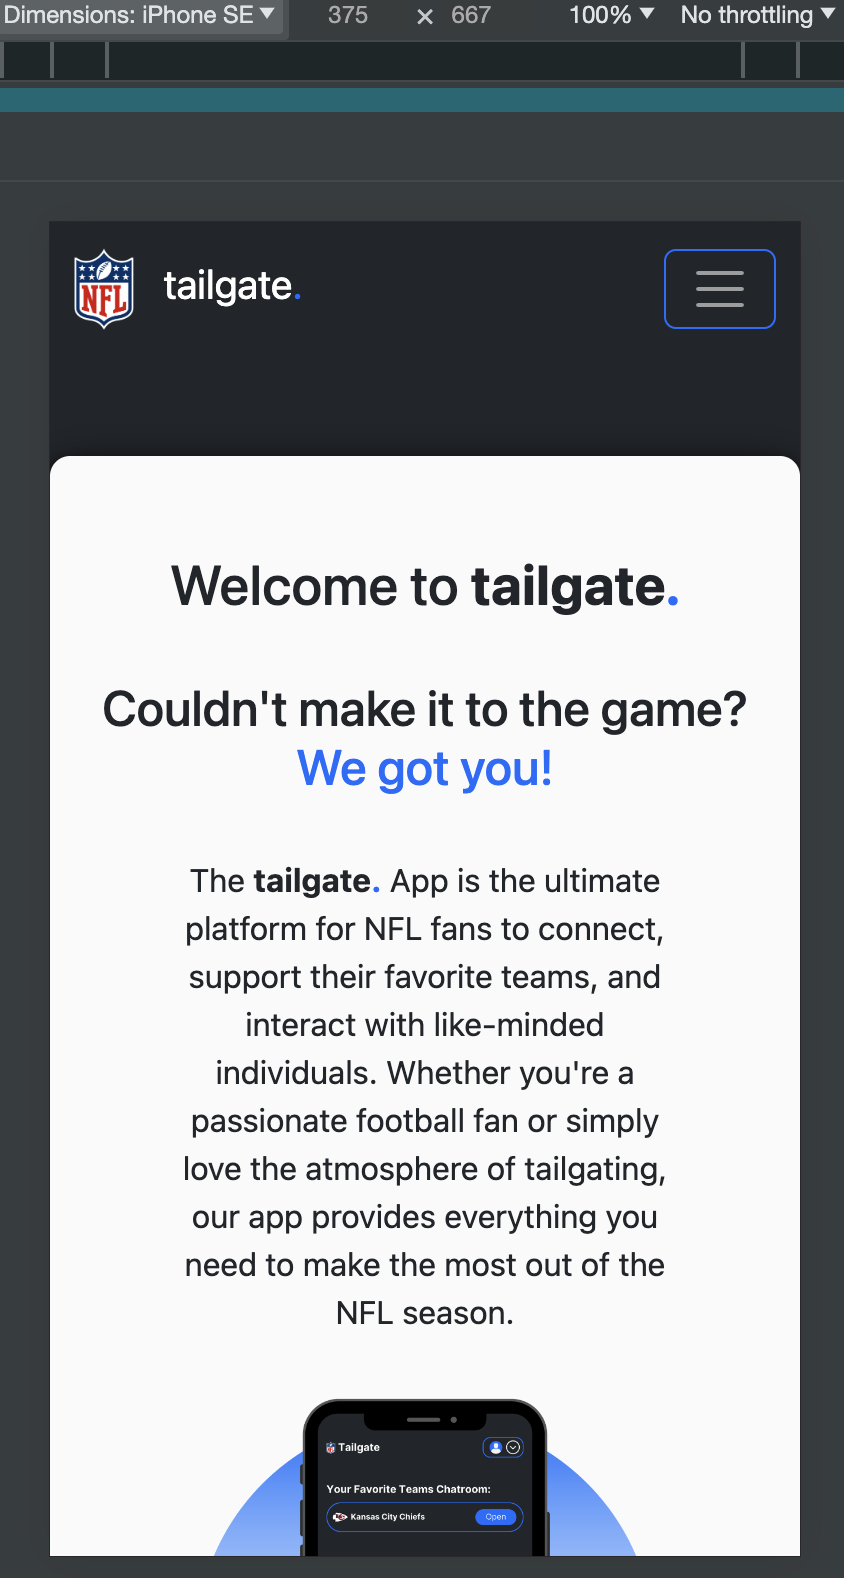 Dimensions: iPhone SE 375 × 667 100% No throttling
NFL
tailgate.
Welcome to tailgate.
Couldn't make it to the game?
We got you!
The tailgate. App is the ultimate
platform for NFL fans to connect,
support their favorite teams, and
interact with like-minded
individuals. Whether you're a
passionate football fan or simply
love the atmosphere of tailgating,
our app provides everything you
need to make the most out of the
NFL season.
Tailgate
Your Favorite Teams Chatroom:
Kansas City Chiefs Open